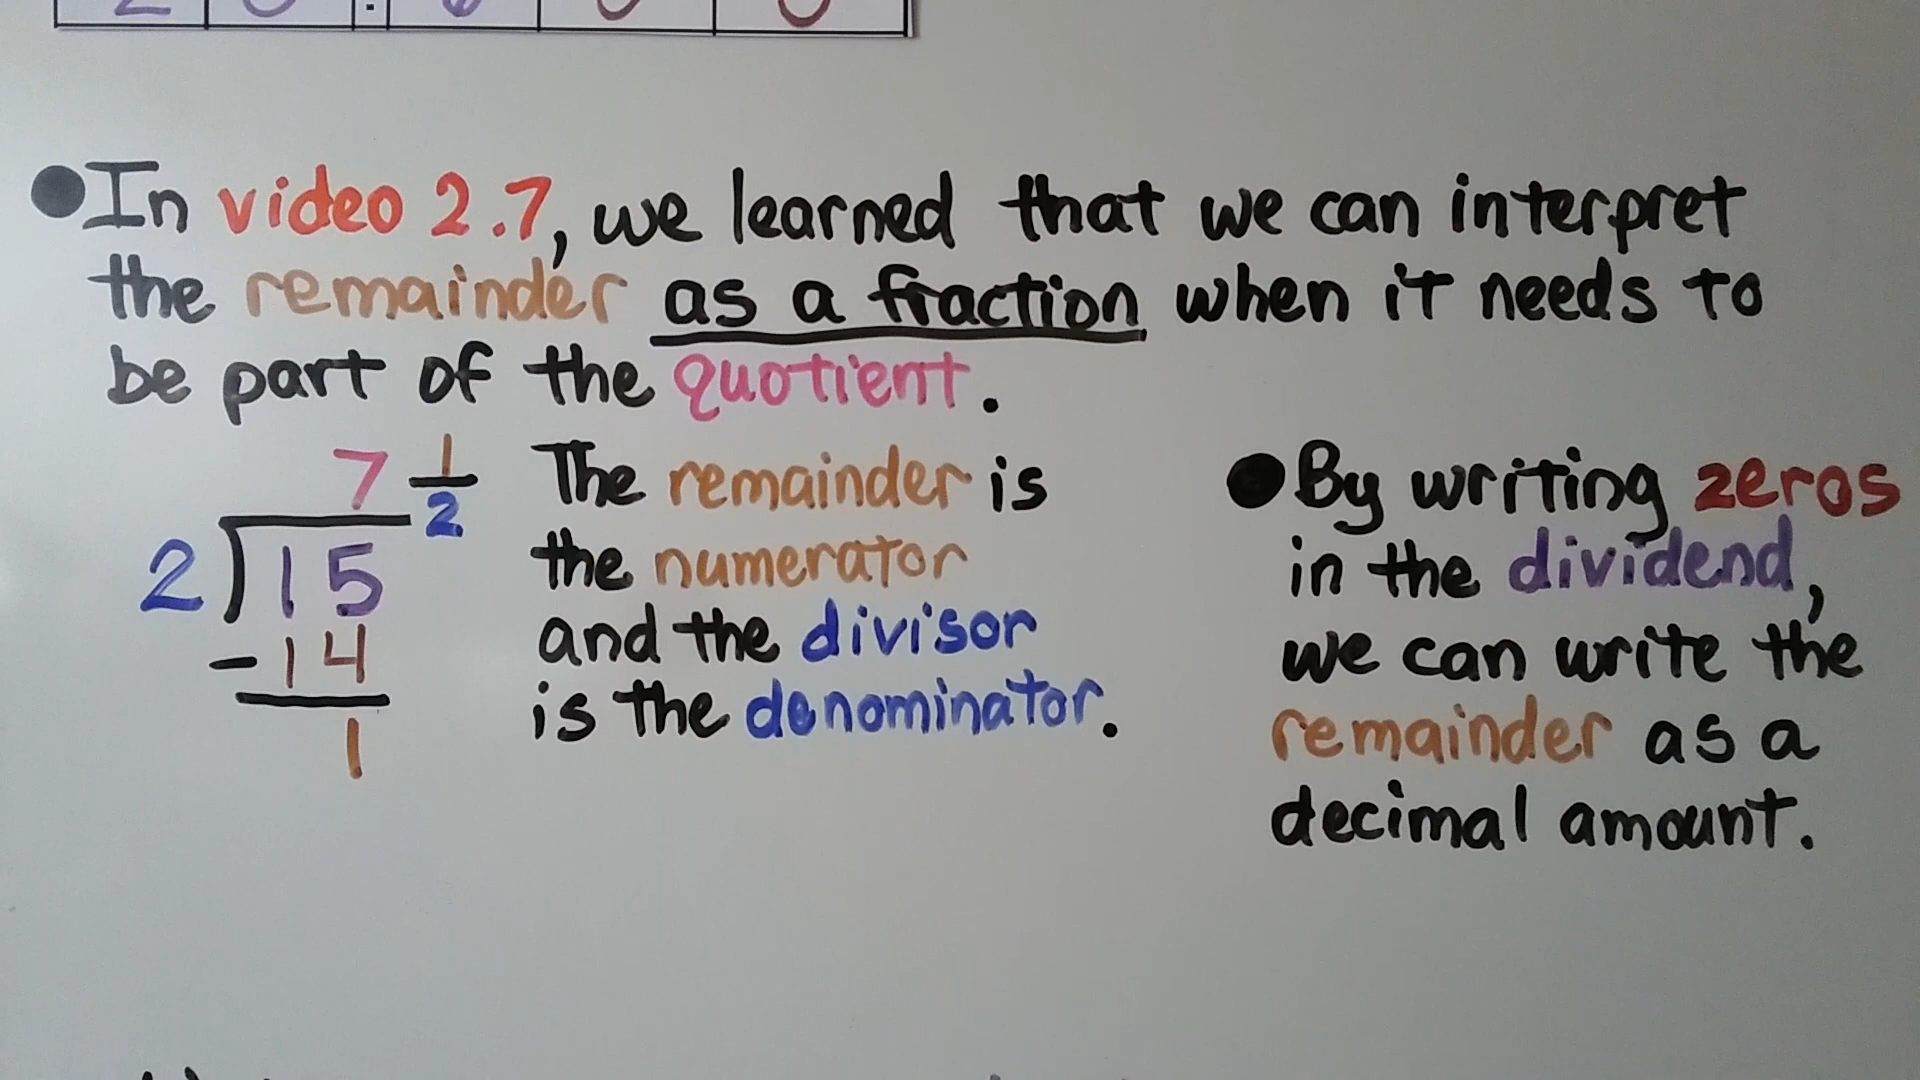 ●In video 2.7, we learned that we can interpret
the remainder as a fraction when it needs to
be part of the quotient.
7 1/2
2)15
-14
1
The remainder is
the numerator
and the divisor
is the denominator.
●By writing zeros
in the dividend,
we can write the
remainder as a
decimal amount.